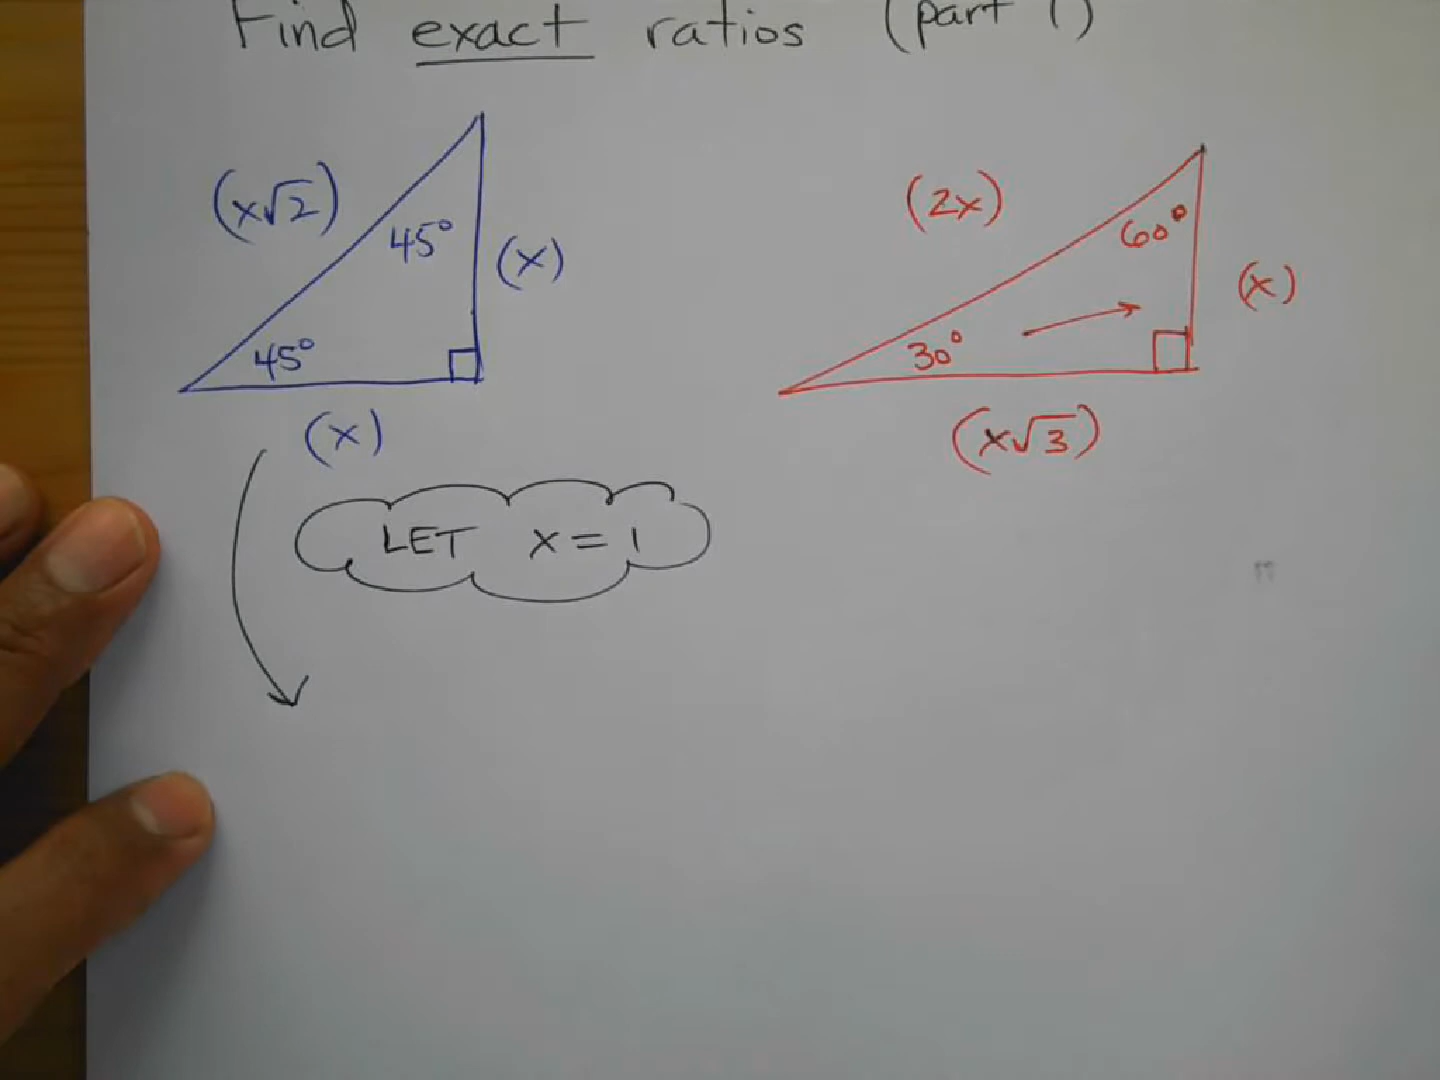 Find exact ratios (part 1)
(x√2)
45°
(x)
45°
(x)
(2x)
60°
(x)
30°
(x√3)
LET x = 1